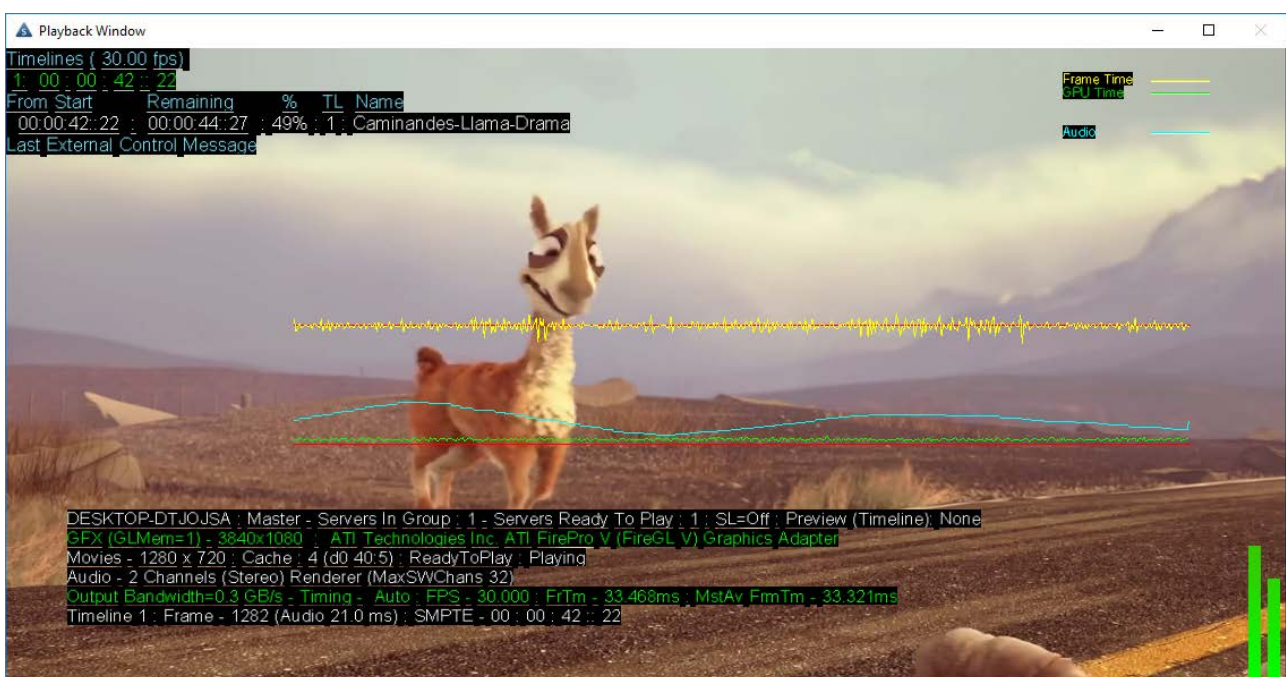 Playback Window
Timelines ( 30.00 fps)
1: 00 : 00 : 42 :: 22
From Start Remaining % TL Name
00:00:42::22 : 00:00:44::27 : 49% : 1 : Caminandes-Llama-Drama
Last External Control Message
Frame Time
GPU Time
Audio
DESKTOP-DTJOJSA : Master - Servers In Group : 1 - Servers Ready To Play : 1 : SL=Off : Preview (Timeline): None
GFX (GLMem=1) - 3840x1080 : ATI Technologies Inc. ATI FirePro V (FireGL V) Graphics Adapter
Movies - 1280 x 720 : Cache : 4 (d0 40:5) : ReadyToPlay : Playing
Audio - 2 Channels (Stereo) Renderer (MaxSWChans 32)
Output Bandwidth=0.3 GB/s - Timing - Auto : FPS - 30.000 : FrTm - 33.468ms : MstAv FrmTm - 33.321ms
Timeline 1 : Frame - 1282 (Audio 21.0 ms) : SMPTE - 00 : 00 : 42 :: 22